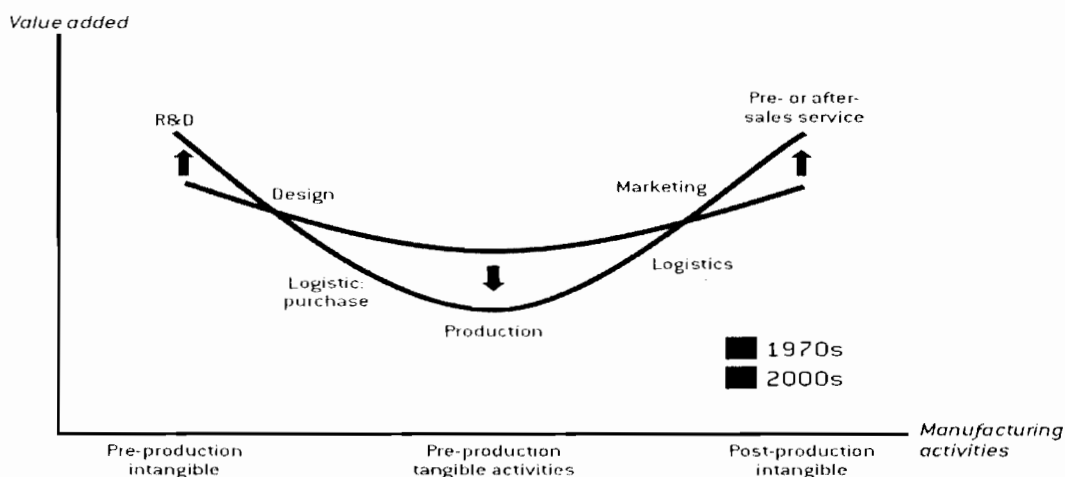 Value added
R&D
Pre- or after-
sales service
Design
Marketing
Logistic:
purchase
Logistics
Production
1970s
2000s
Pre-production
intangible
Pre-production
tangible activities
Post-production
intangible
Manufacturing
activities